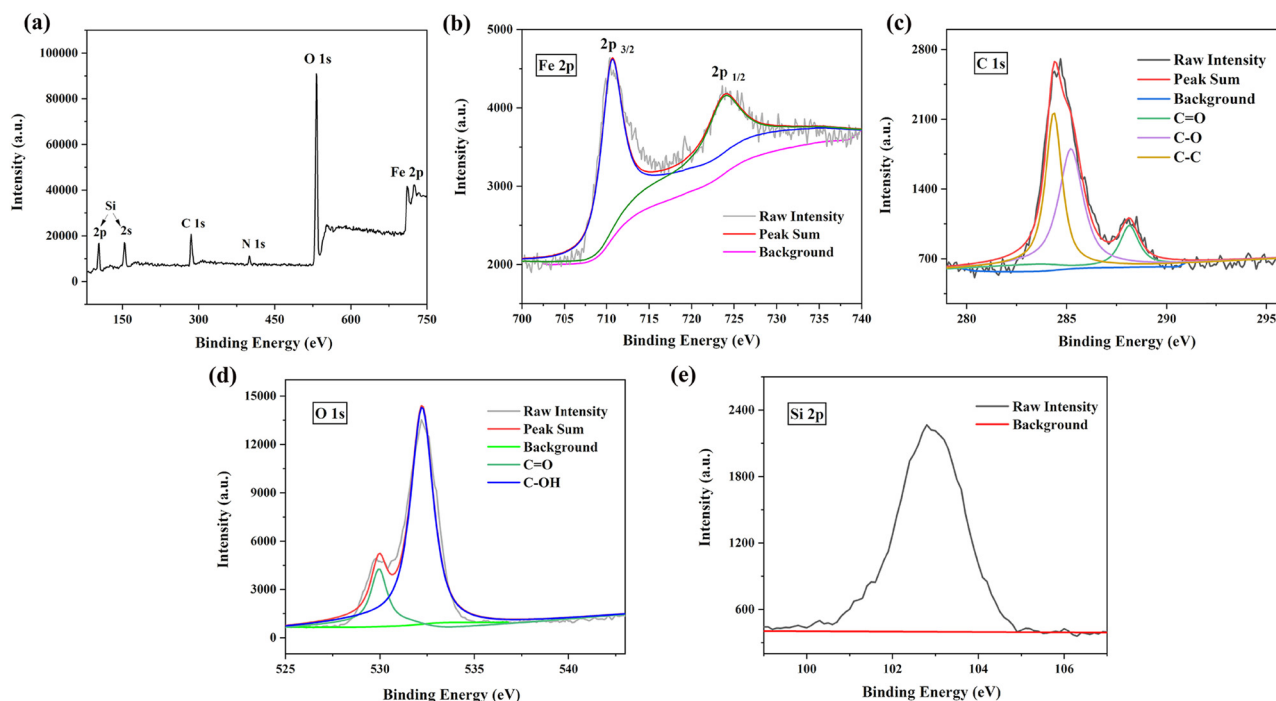 (a)
120000
100000
80000
60000
40000
20000
0
150
300
450
600
750
Intensity (a.u.)
Binding Energy (eV)
Si
2p
2s
C 1s
N 1s
O 1s
Fe 2p
(b)
5000
4000
3000
2000
700
705
710
715
720
725
730
735
740
Intensity (a.u.)
Binding Energy (eV)
Fe 2p
2p 3/2
2p 1/2
Raw Intensity
Peak Sum
Background
(c)
2800
2100
1400
700
280
285
290
295
Intensity (a.u.)
Binding Energy (eV)
C 1s
Raw Intensity
Peak Sum
Background
C=O
C-O
C-C
(d)
15000
12000
9000
6000
3000
0
525
530
535
540
Intensity (a.u.)
Binding Energy (eV)
O 1s
Raw Intensity
Peak Sum
Background
C=O
C-OH
(e)
2400
1800
1200
600
100
102
104
106
Intensity (a.u.)
Binding Energy (eV)
Si 2p
Raw Intensity
Background